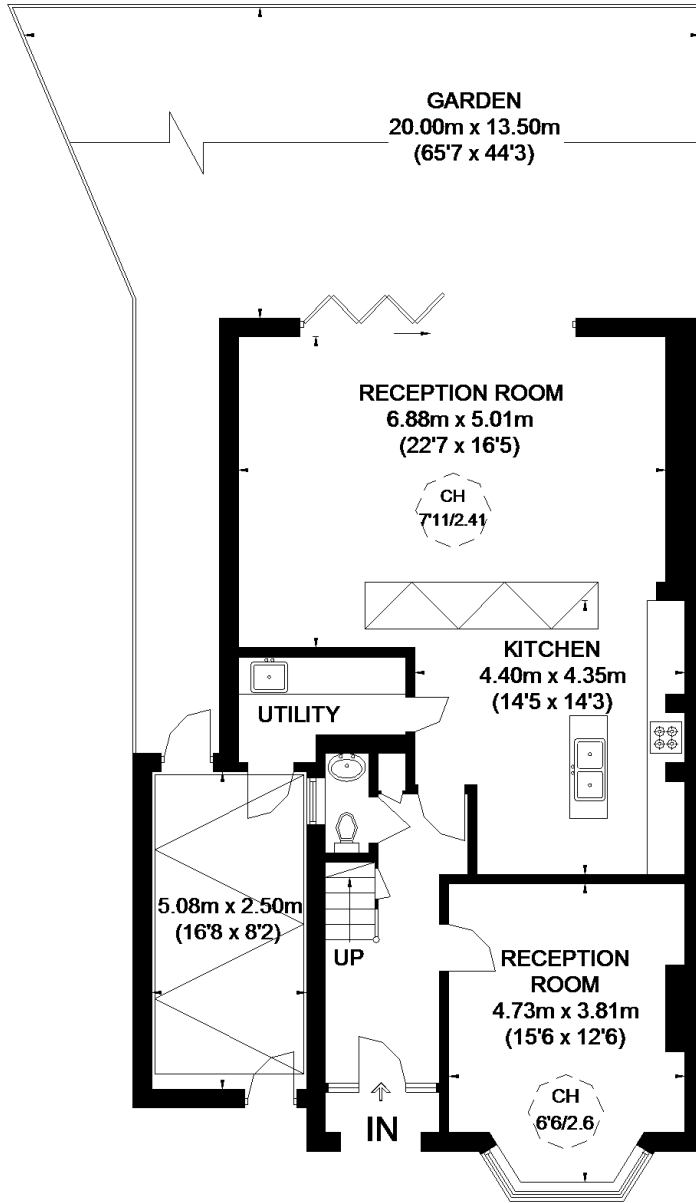 GARDEN
20.00m x 13.50m
(65'7 x 44'3)
RECEPTION ROOM
6.88m x 5.01m
(22'7 x 16'5)
CH
7'11/2.41
KITCHEN
4.40m x 4.35m
(14'5 x 14'3)
UTILITY
5.08m x 2.50m
(16'8 x 8'2)
UP
RECEPTION
ROOM
4.73m x 3.81m
(15'6 x 12'6)
CH
6'6/2.6
IN